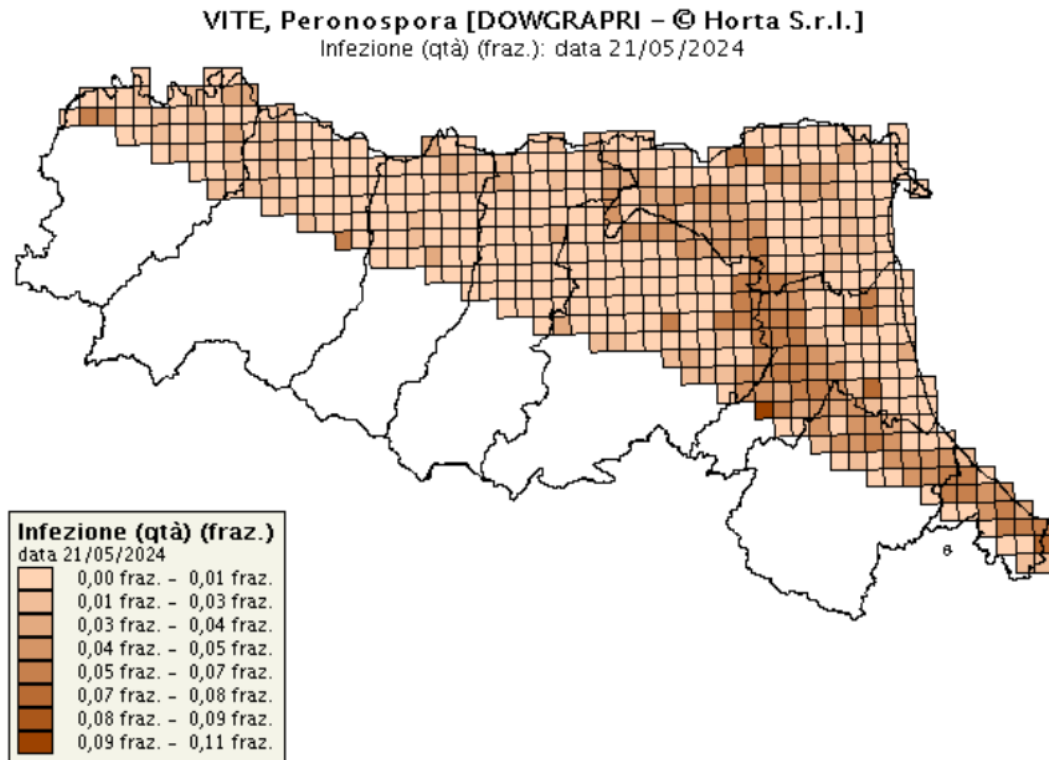 VITE, Peronospora [DOWGRAPRI – © Horta S.r.l.]
Infezione (qtà) (fraz.): data 21/05/2024
Infezione (qtà) (fraz.)
data 21/05/2024
0,00 fraz. – 0,01 fraz.
0,01 fraz. – 0,03 fraz.
0,03 fraz. – 0,04 fraz.
0,04 fraz. – 0,05 fraz.
0,05 fraz. – 0,07 fraz.
0,07 fraz. – 0,08 fraz.
0,08 fraz. – 0,09 fraz.
0,09 fraz. – 0,11 fraz.